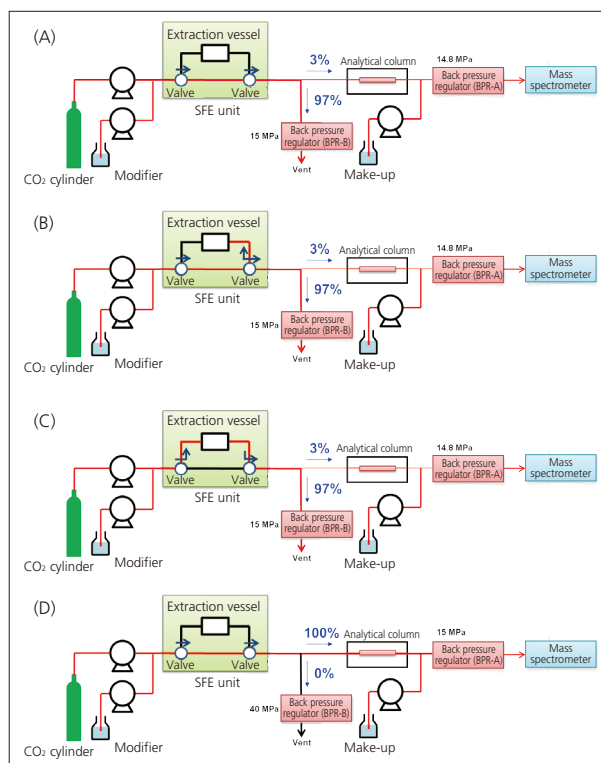 (A)
Extraction vessel
Valve
Valve
SFE unit
CO2 cylinder
Modifier
3%
97%
15 MPa
Back pressure
regulator (BPR-B)
Vent
Analytical column
Make-up
14.8 MPa
Back pressure
regulator (BPR-A)
Mass
spectrometer
(B)
Extraction vessel
Valve
Valve
SFE unit
CO2 cylinder
Modifier
3%
97%
15 MPa
Back pressure
regulator (BPR-B)
Vent
Analytical column
Make-up
14.8 MPa
Back pressure
regulator (BPR-A)
Mass
spectrometer
(C)
Extraction vessel
Valve
Valve
SFE unit
CO2 cylinder
Modifier
3%
97%
15 MPa
Back pressure
regulator (BPR-B)
Vent
Analytical column
Make-up
14.8 MPa
Back pressure
regulator (BPR-A)
Mass
spectrometer
(D)
Extraction vessel
Valve
Valve
SFE unit
CO2 cylinder
Modifier
100%
0%
40 MPa
Back pressure
regulator (BPR-B)
Vent
Analytical column
Make-up
15 MPa
Back pressure
regulator (BPR-A)
Mass
spectrometer